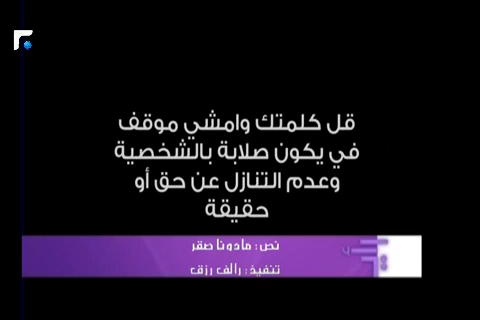 قل كلمتك وامشي موقف
في يكون صلابة بالشخصية
وعدم التنازل عن حق أو
حقيقة
نص: مادونا صقر
تنفيذ: رالف رزق